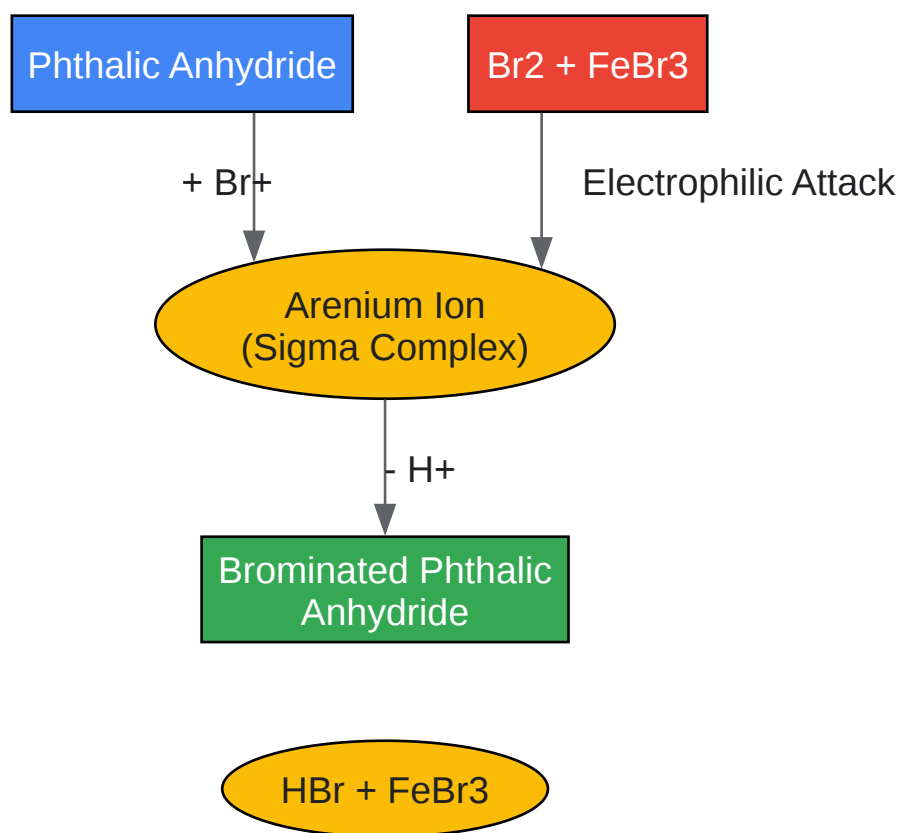 Phthalic Anhydride
Br2 + FeBr3
+ Br+
Electrophilic Attack
Arenium Ion
(Sigma Complex)
- H+
Brominated Phthalic
Anhydride
HBr + FeBr3